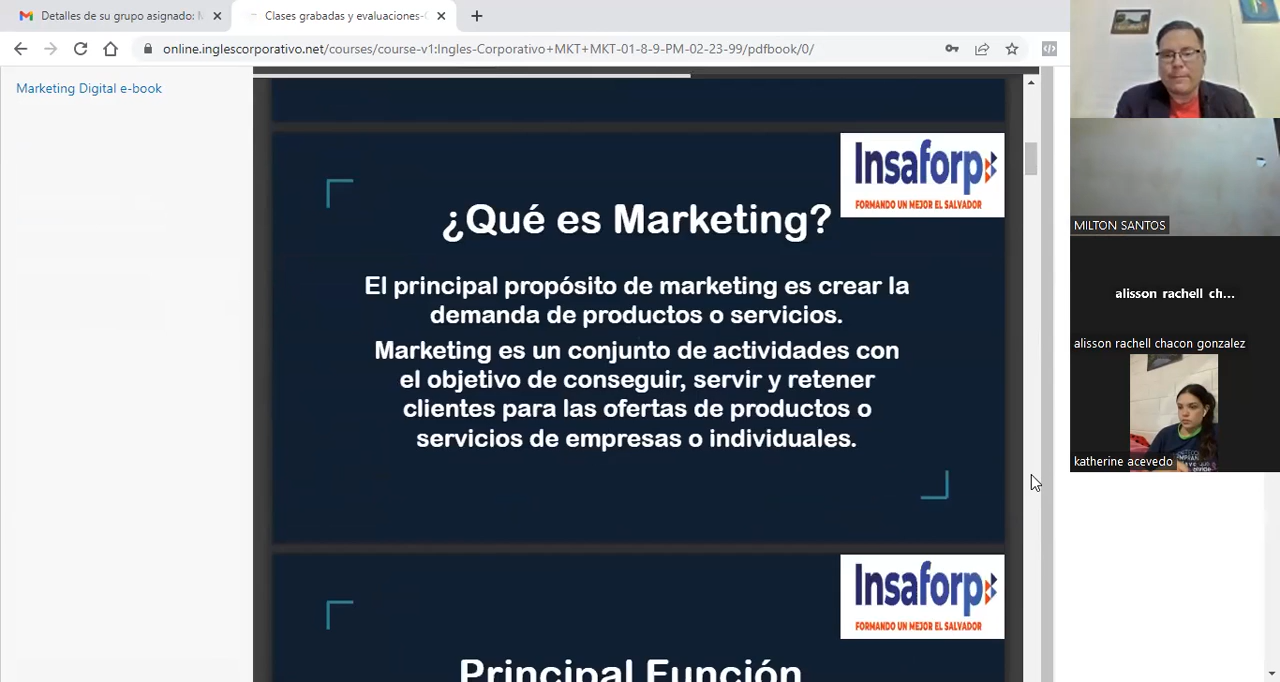 Detalles de su grupo asignado: M
Clases grabadas y evaluaciones-C
online.inglescorporativo.net/courses/course-v1:Ingles-Corporativo+MKT+MKT-01-8-9-PM-02-23-99/pdfbook/0/
Marketing Digital e-book
Insaforp
FORMANDO UN MEJOR EL SALVADOR
¿Qué es Marketing?
El principal propósito de marketing es crear la
demanda de productos o servicios.
Marketing es un conjunto de actividades con
el objetivo de conseguir, servir y retener
clientes para las ofertas de productos o
servicios de empresas o individuales.
Insaforp
FORMANDO UN MEJOR EL SALVADOR
Principal Función
MILTON SANTOS
alisson rachell ch...
alisson rachell chacon gonzalez
katherine acevedo